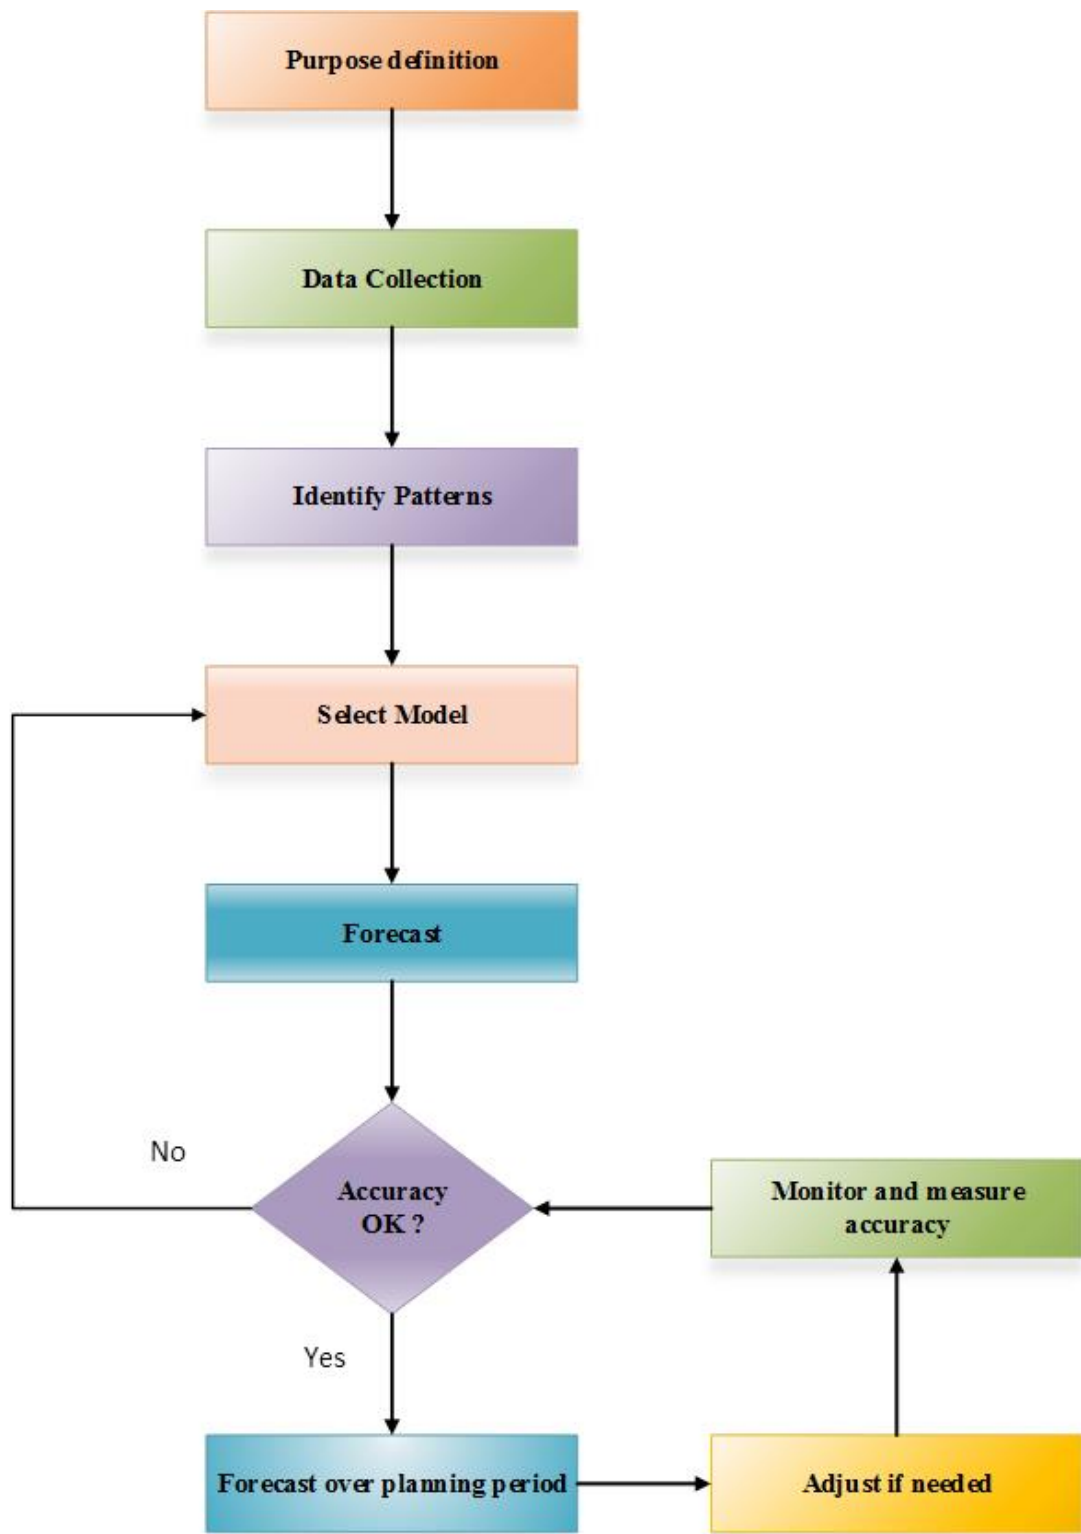 Purpose definition
Data Collection
Identify Patterns
Select Model
Forecast
No
Accuracy
OK ?
Monitor and measure
accuracy
Yes
Forecast over planning period
Adjust if needed